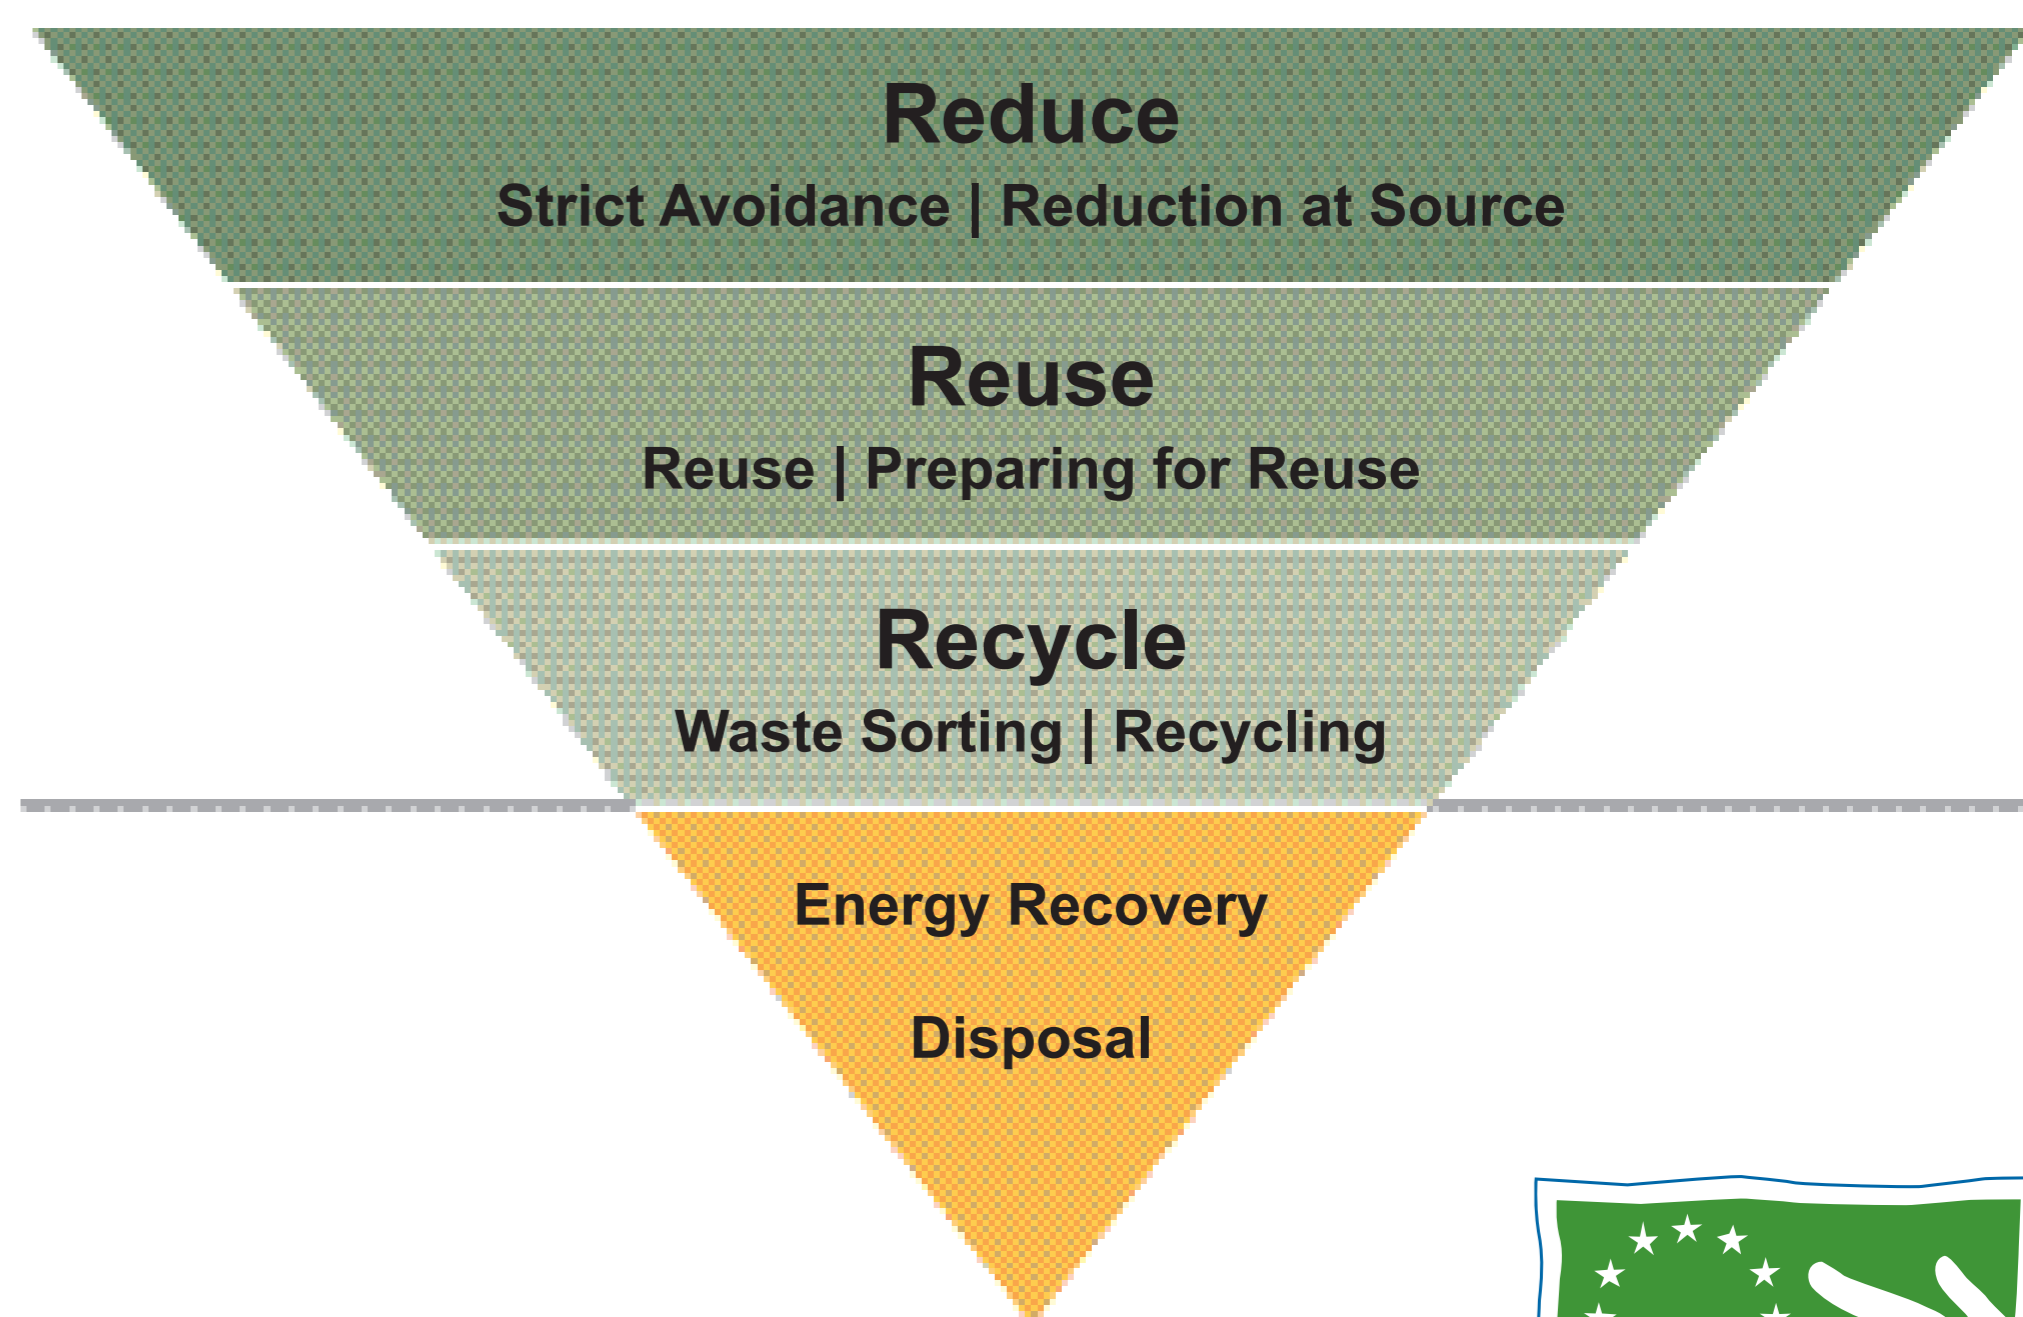 Reduce
Strict Avoidance | Reduction at Source
Reuse
Reuse | Preparing for Reuse
Recycle
Waste Sorting | Recycling
Energy Recovery
Disposal